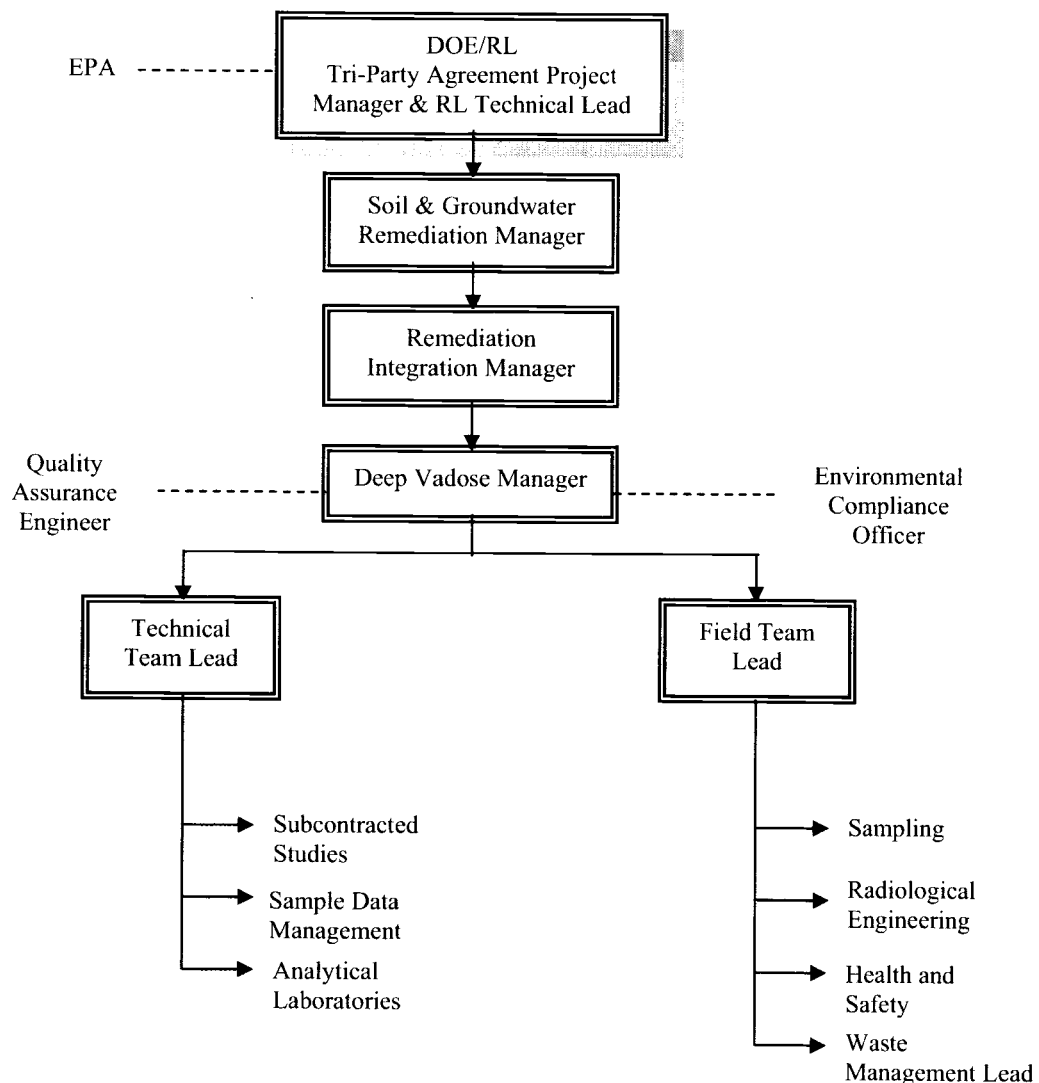 EPA
DOE/RL
Tri-Party Agreement Project
Manager & RL Technical Lead
Soil & Groundwater
Remediation Manager
Remediation
Integration Manager
Quality
Assurance
Engineer
Deep Vadose Manager
Environmental
Compliance
Officer
Technical
Team Lead
Field Team
Lead
Subcontracted
Studies
Sample Data
Management
Analytical
Laboratories
Sampling
Radiological
Engineering
Health and
Safety
Waste
Management Lead